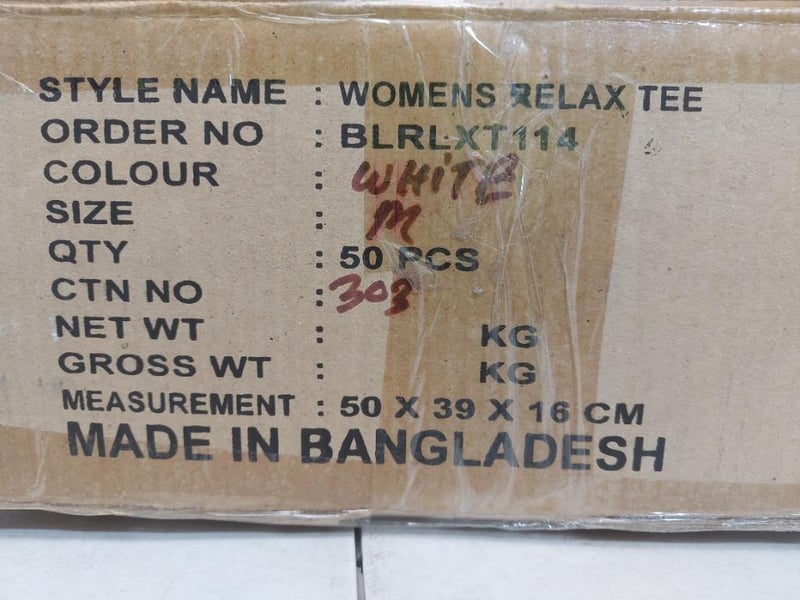 STYLE NAME : WOMENS RELAX TEE
ORDER NO : BLRLXT114
COLOUR : WHITE
SIZE : M
QTY : 50 PCS
CTN NO : 303
NET WT : KG
GROSS WT : KG
MEASUREMENT : 50 X 39 X 16 CM
MADE IN BANGLADESH